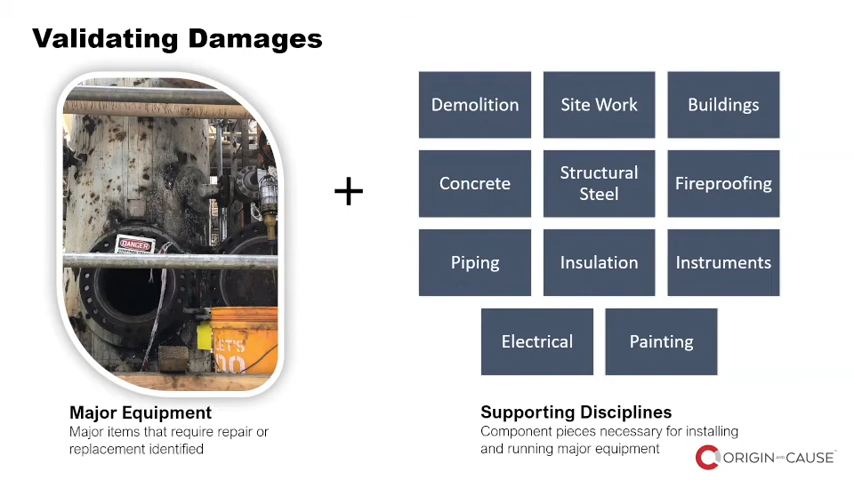 Validating Damages
Demolition
Site Work
Buildings
Concrete
Structural
Steel
Fireproofing
Piping
Insulation
Instruments
Electrical
Painting
DANGER
LET'S
Major Equipment
Major items that require repair or
replacement identified
Supporting Disciplines
Component pieces necessary for installing
and running major equipment
ORIGIN AND CAUSE